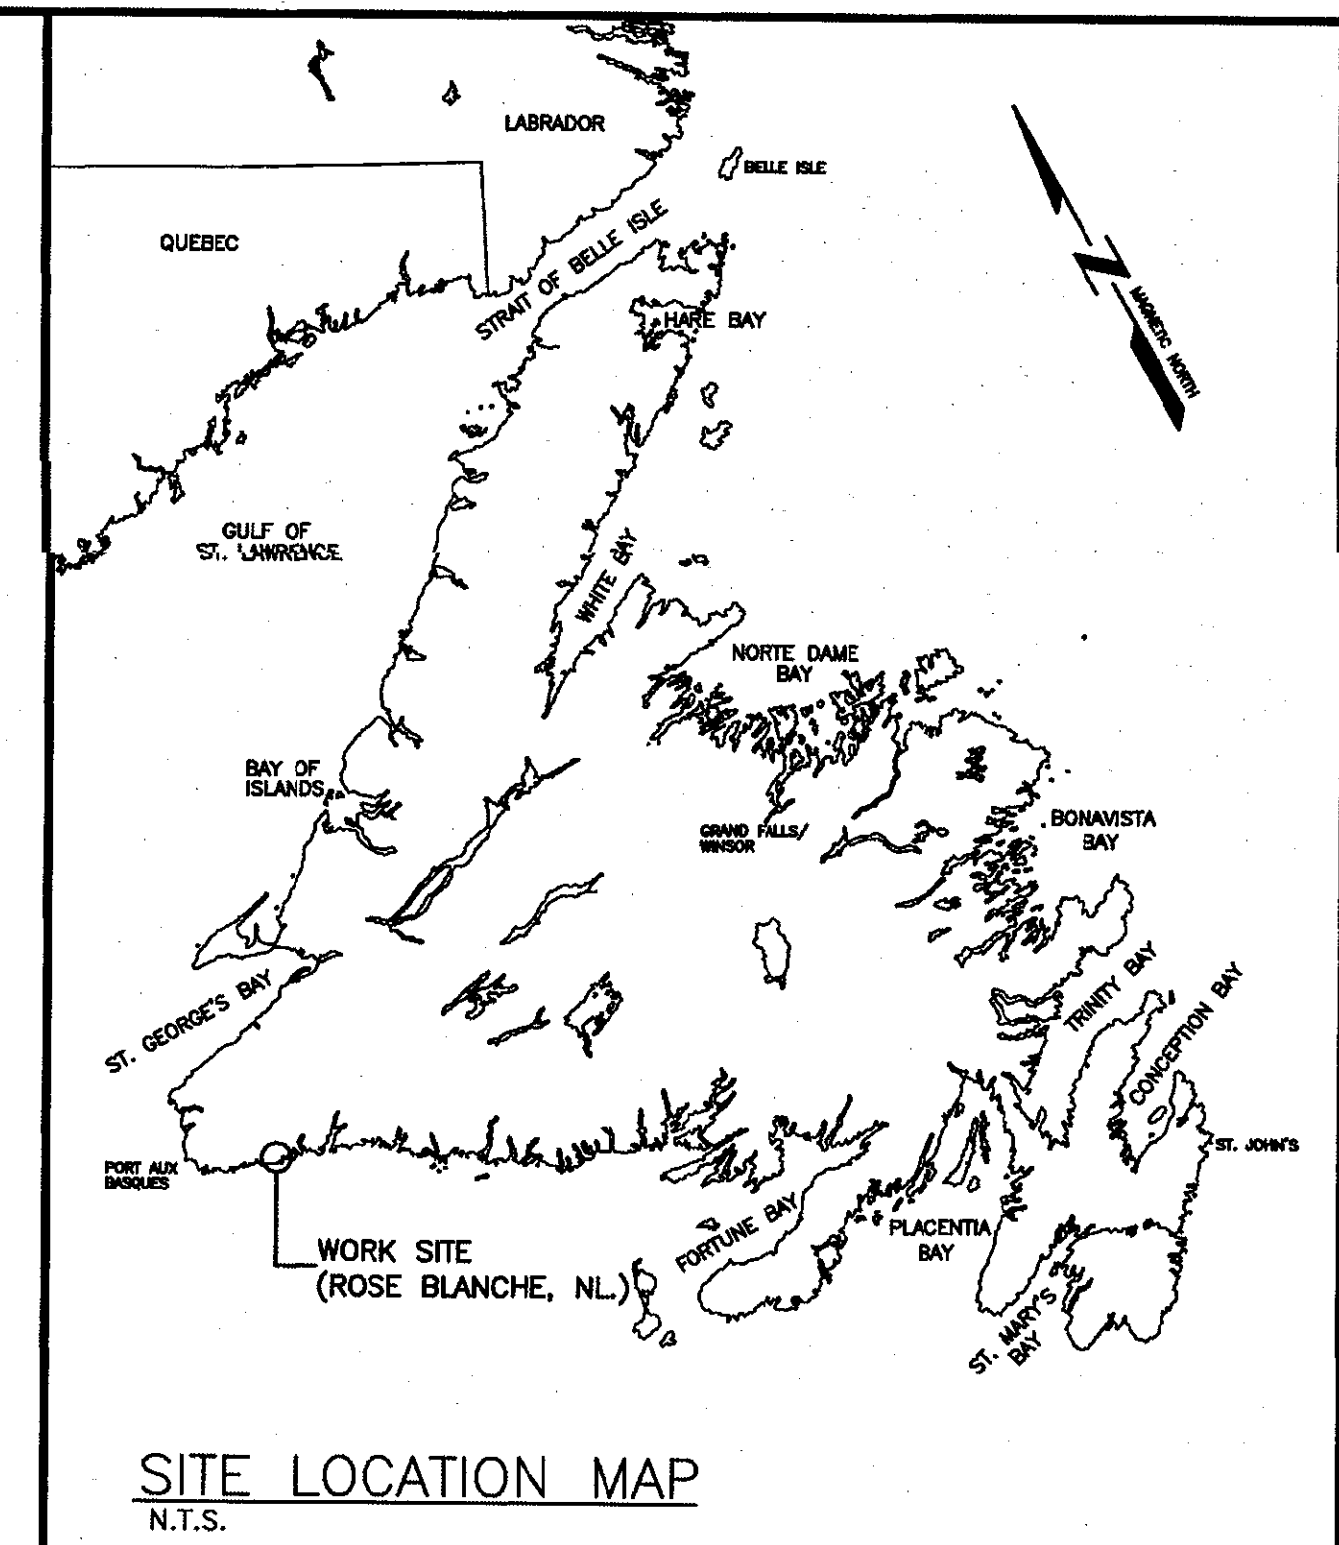 LABRADOR
BELLE ISLE
QUEBEC
STRAIT OF BELLE ISLE
N
MAGNETIC NORTH
HARE BAY
GULF OF
ST. LAWRENCE
WHITE BAY
NORTE DAME
BAY
BAY OF
ISLANDS
GRAND FALLS/
WINSOR
BONAVISTA
BAY
ST. GEORGE'S BAY
TRINITY BAY
CONCEPTION BAY
PORT AUX
BASQUES
ST. JOHN'S
FORTUNE BAY
PLACENTIA
BAY
WORK SITE
(ROSE BLANCHE, NL.)
ST. MARY'S
BAY
SITE LOCATION MAP
N.T.S.